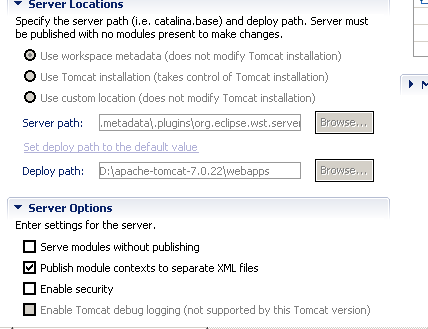 Server Locations
Specify the server path (i.e. catalina.base) and deploy path. Server must
be published with no modules present to make changes.
Use workspace metadata (does not modify Tomcat installation)
Use Tomcat installation (takes control of Tomcat installation)
Use custom location (does not modify Tomcat installation)
Server path: .metadata\.plugins\org.eclipse.wst.server Browse...
Set deploy path to the default value
Deploy path: D:\apache-tomcat-7.0.22\webapps Browse...
Server Options
Enter settings for the server.
Serve modules without publishing
Publish module contexts to separate XML files
Enable security
Enable Tomcat debug logging (not supported by this Tomcat version)